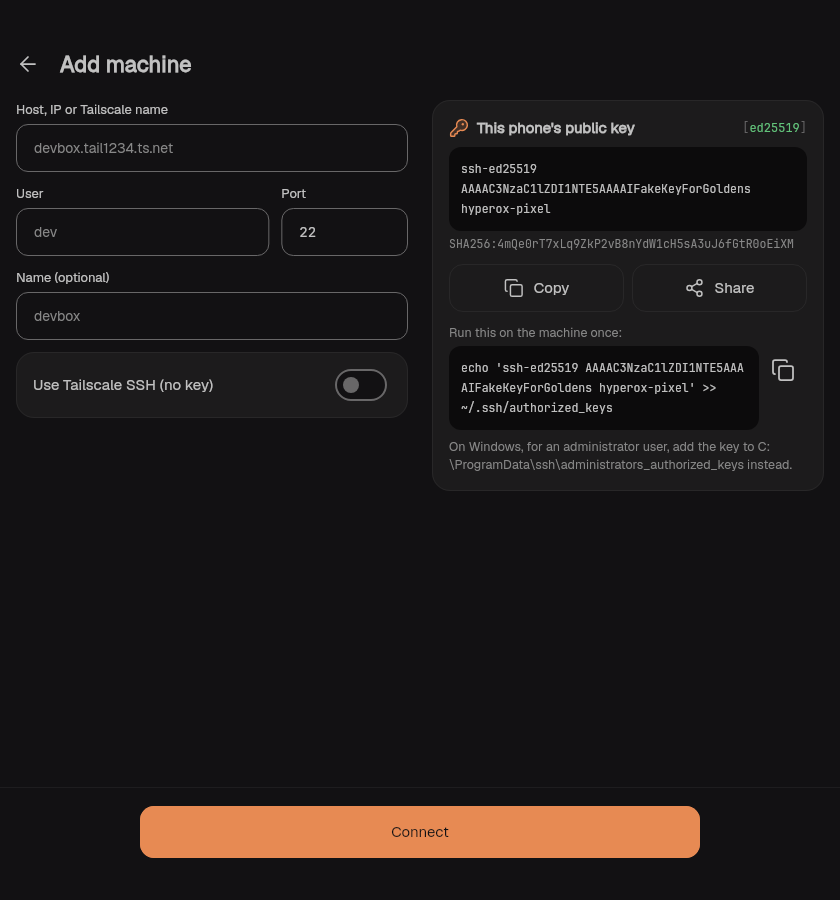 Add machine
Host, IP or Tailscale name
devbox.tail1234.ts.net
User
Port
dev
22
Name (optional)
devbox
Use Tailscale SSH (no key)
This phone's public key
[ed25519]
ssh-ed25519
AAAAC3NzaC1lZDI1NTE5AAAAIFakeKeyForGoldens
hyperox-pixel
SHA256:4mQe0rT7xLq9ZkP2vB8nYdW1cH5sA3uJ6fGtR0oEiXM
Copy
Share
Run this on the machine once:
echo 'ssh-ed25519 AAAAC3NzaC1lZDI1NTE5AAA
AIFakeKeyForGoldens hyperox-pixel' >>
~/.ssh/authorized_keys
On Windows, for an administrator user, add the key to C:
\ProgramData\ssh\administrators_authorized_keys instead.
Connect